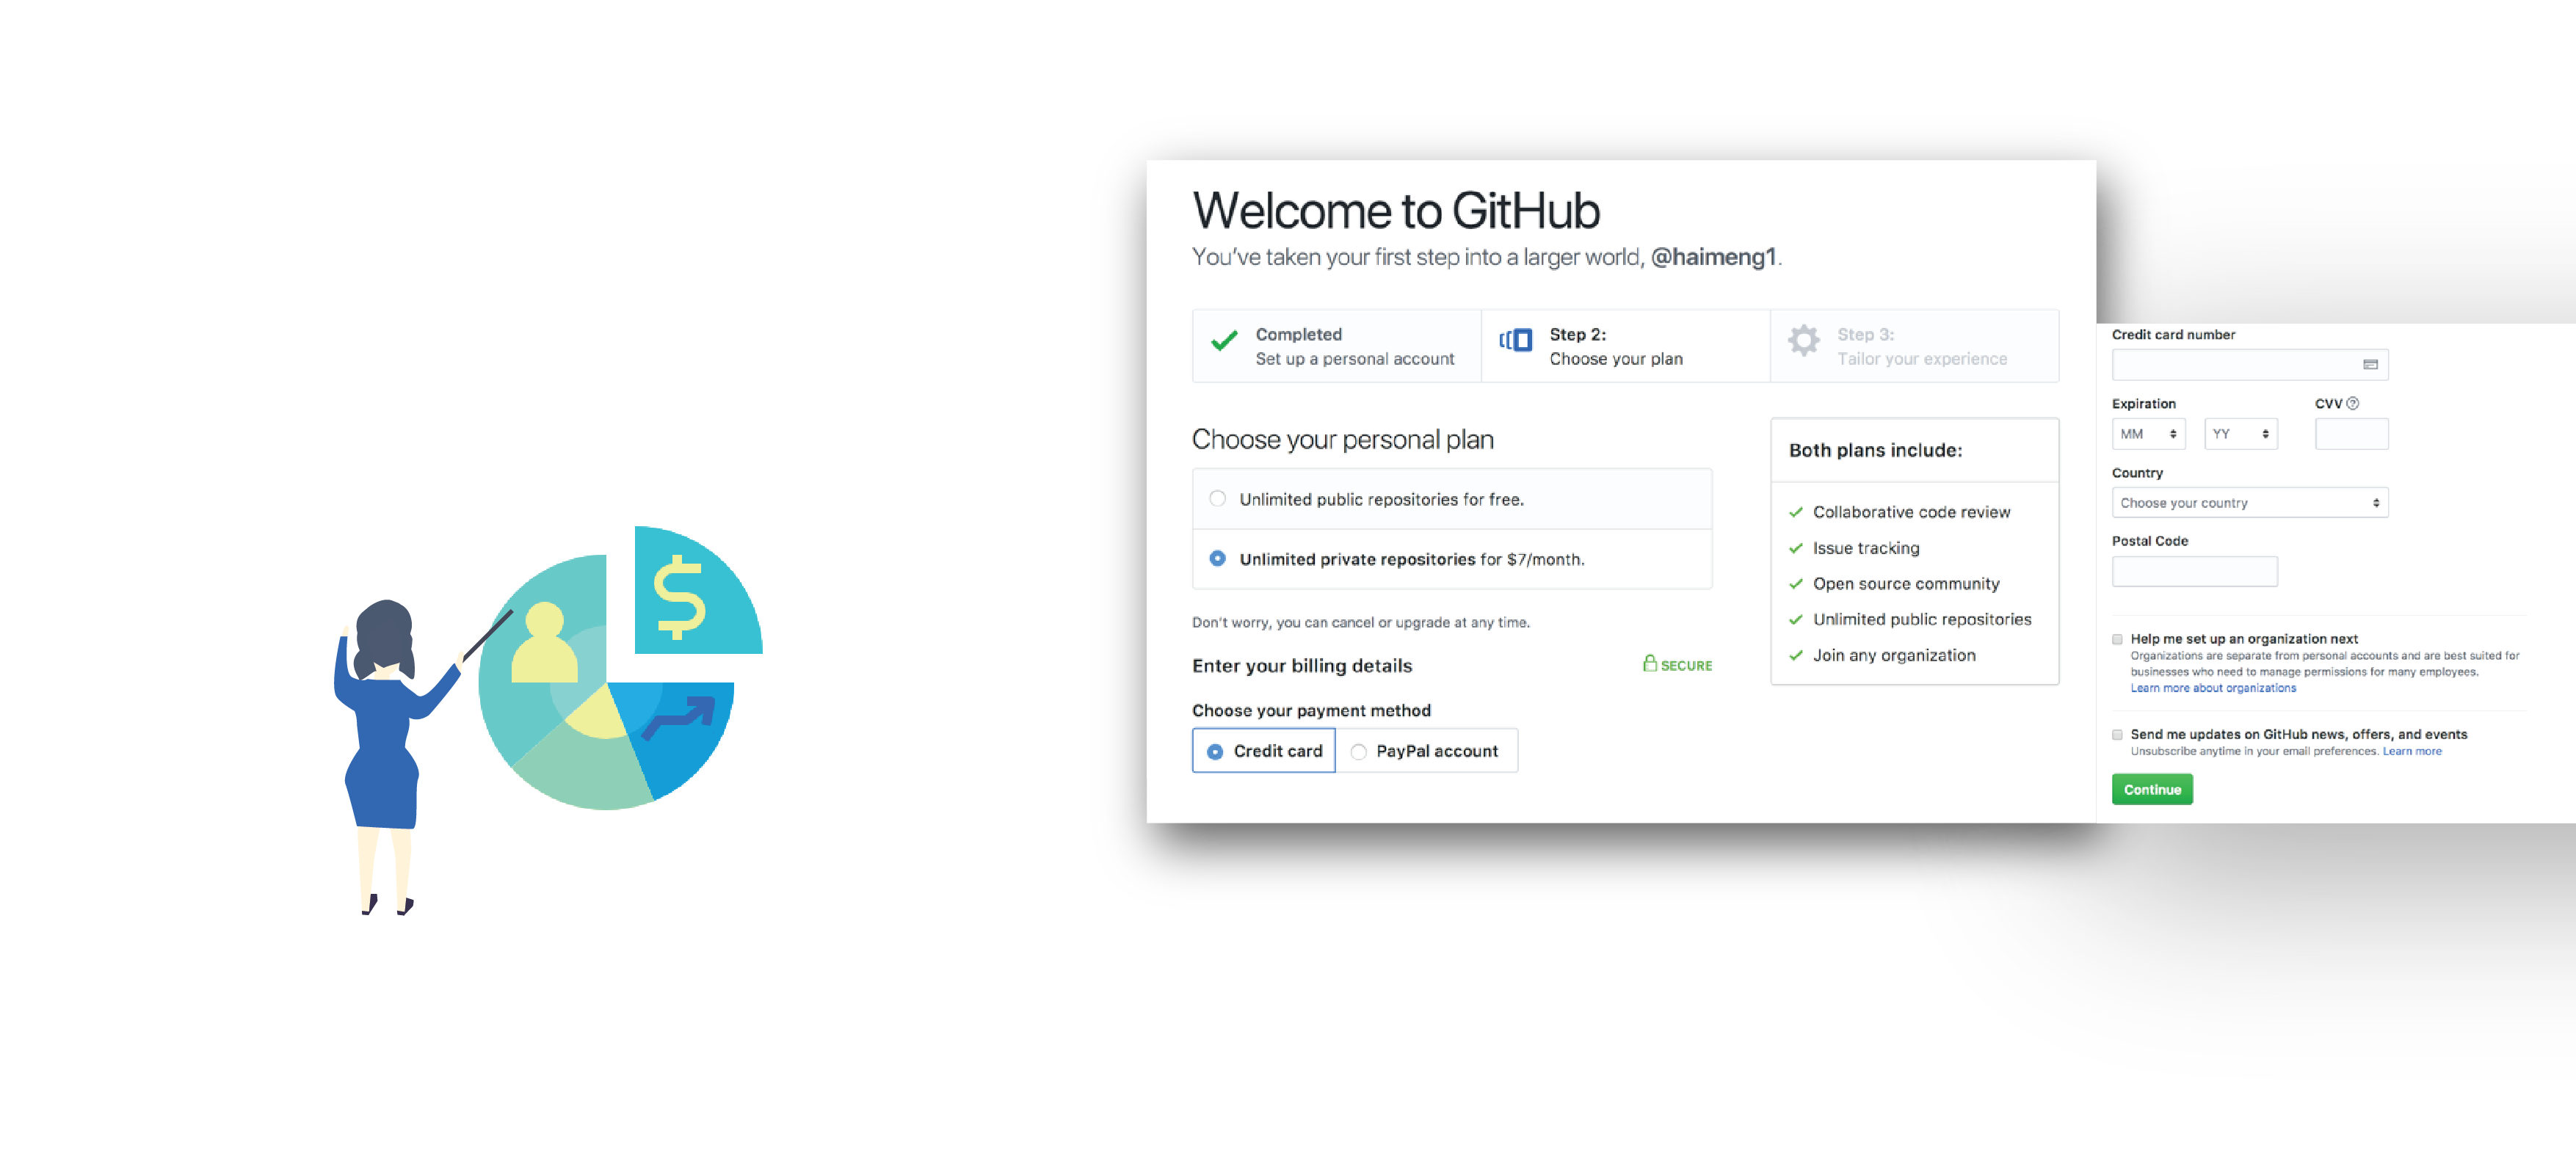 Welcome to GitHub
You've taken your first step into a larger world, @haimeng1.
Completed
Set up a personal account
Step 2:
Choose your plan
Step 3:
Tailor your experience
Choose your personal plan
Unlimited public repositories for free.
Unlimited private repositories for $7/month.
Don't worry, you can cancel or upgrade at any time.
Enter your billing details
SECURE
Choose your payment method
Credit card
PayPal account
Both plans include:
Collaborative code review
Issue tracking
Open source community
Unlimited public repositories
Join any organization
Credit card number
Expiration
CVV
MM
YY
Country
Choose your country
Postal Code
Help me set up an organization next
Organizations are separate from personal accounts and are best suited for
businesses who need to manage permissions for many employees.
Learn more about organizations
Send me updates on GitHub news, offers, and events
Unsubscribe anytime in your email preferences. Learn more
Continue
$